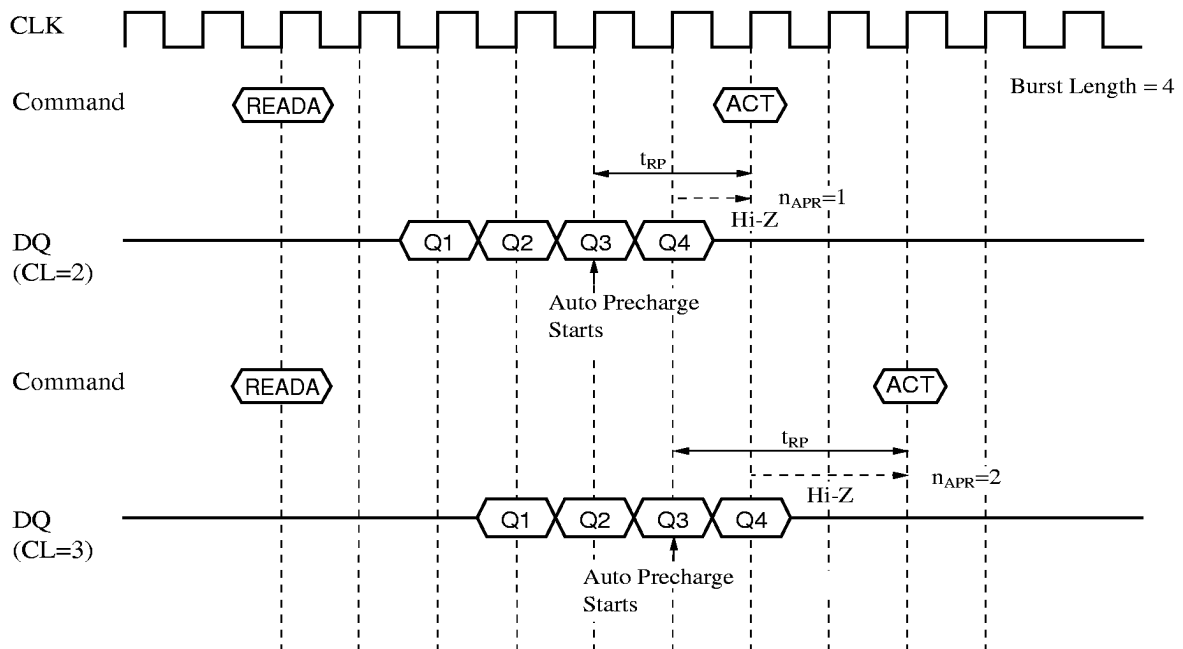 CLK
Command
READA
ACT
Burst Length = 4
tRP
nAPR=1
Hi-Z
DQ
(CL=2)
Q1
Q2
Q3
Q4
Auto Precharge
Starts
Command
READA
ACT
tRP
nAPR=2
Hi-Z
DQ
(CL=3)
Q1
Q2
Q3
Q4
Auto Precharge
Starts